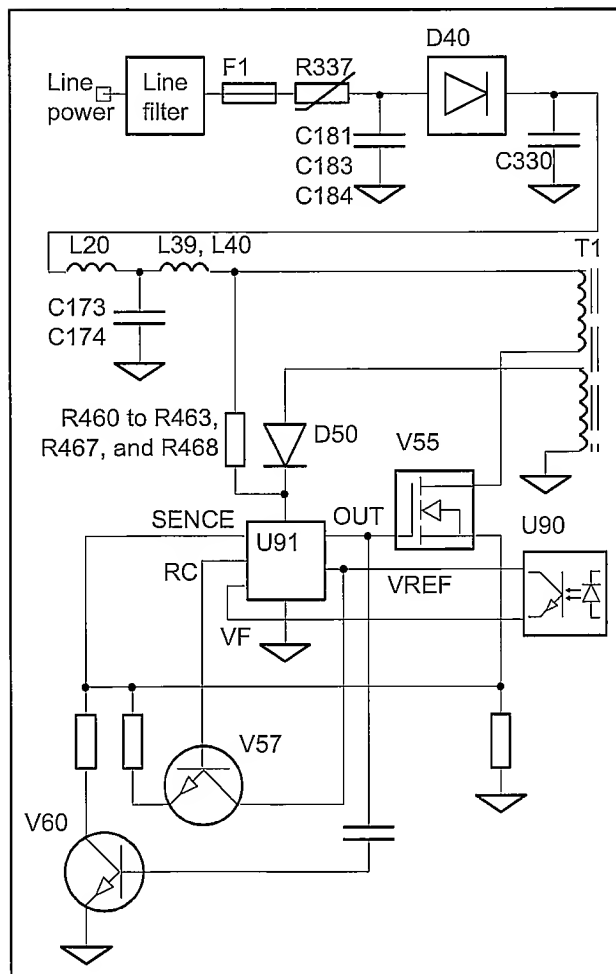 D40
Line power
Line filter
F1
R337
C181
C183
C184
C330
L20
L39, L40
T1
C173
C174
R460 to R463,
R467, and R468
D50
V55
SENCE
OUT
U91
U90
RC
VREF
VF
V57
V60